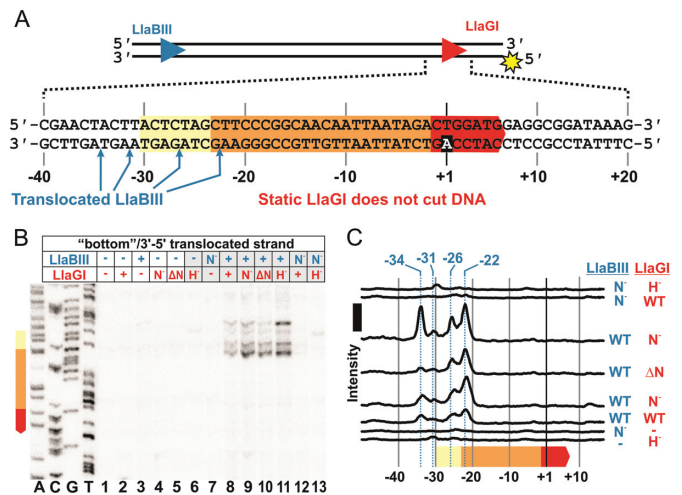 A
LlaBIII
LlaGI
5′ 3′
3′ 5′
5′-CGAACTACTTACTCTAGCTTCCCGGCAACAATTAATAGACTGGATGGAGGCGGATAAAG-3′
3′-GCTTGATGAATGAGATCGAAGGGCCGTTGTTAATTATCTGACCTACCTCCGCCTATTTC-5′
-40 -30 -20 -10 +1 +10 +20
Translocated LlaBIII
Static LlaGI does not cut DNA
B
"bottom"/3'-5' translocated strand
LlaBIII - - + - - - N⁻ + + + + N⁻ N⁻
LlaGI - + - N⁻ ΔN H⁻ - + N⁻ ΔN H⁻ + H⁻
A C G T 1 2 3 4 5 6 7 8 9 10 11 12 13
C
-34 -31 -26 -22
LlaBIII LlaGI
N⁻ H⁻
N⁻ WT
WT N⁻
WT ΔN
WT N⁻
WT WT
N⁻ -
- H⁻
Intensity
-40 -30 -20 -10 +1 +10